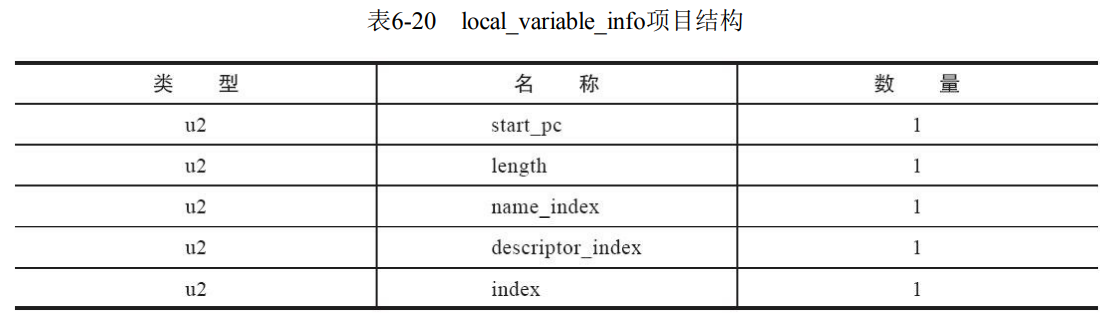 表6-20 local_variable_info项目结构
类 型 名 称 数 量
u2 start_pc 1
u2 length 1
u2 name_index 1
u2 descriptor_index 1
u2 index 1